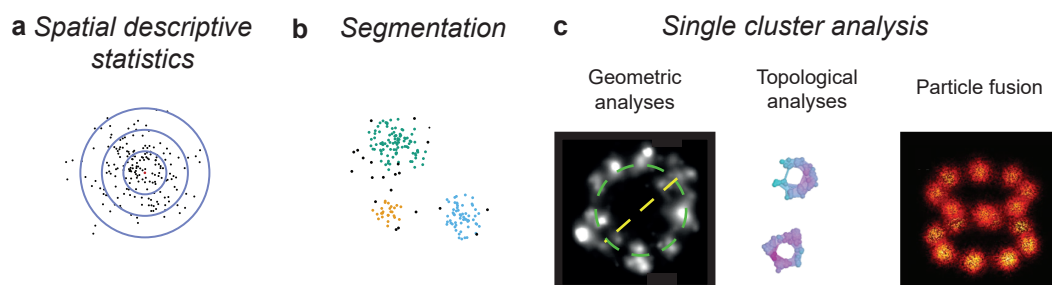 a Spatial descriptive
statistics
b Segmentation
c Single cluster analysis
Geometric
analyses
Topological
analyses
Particle fusion